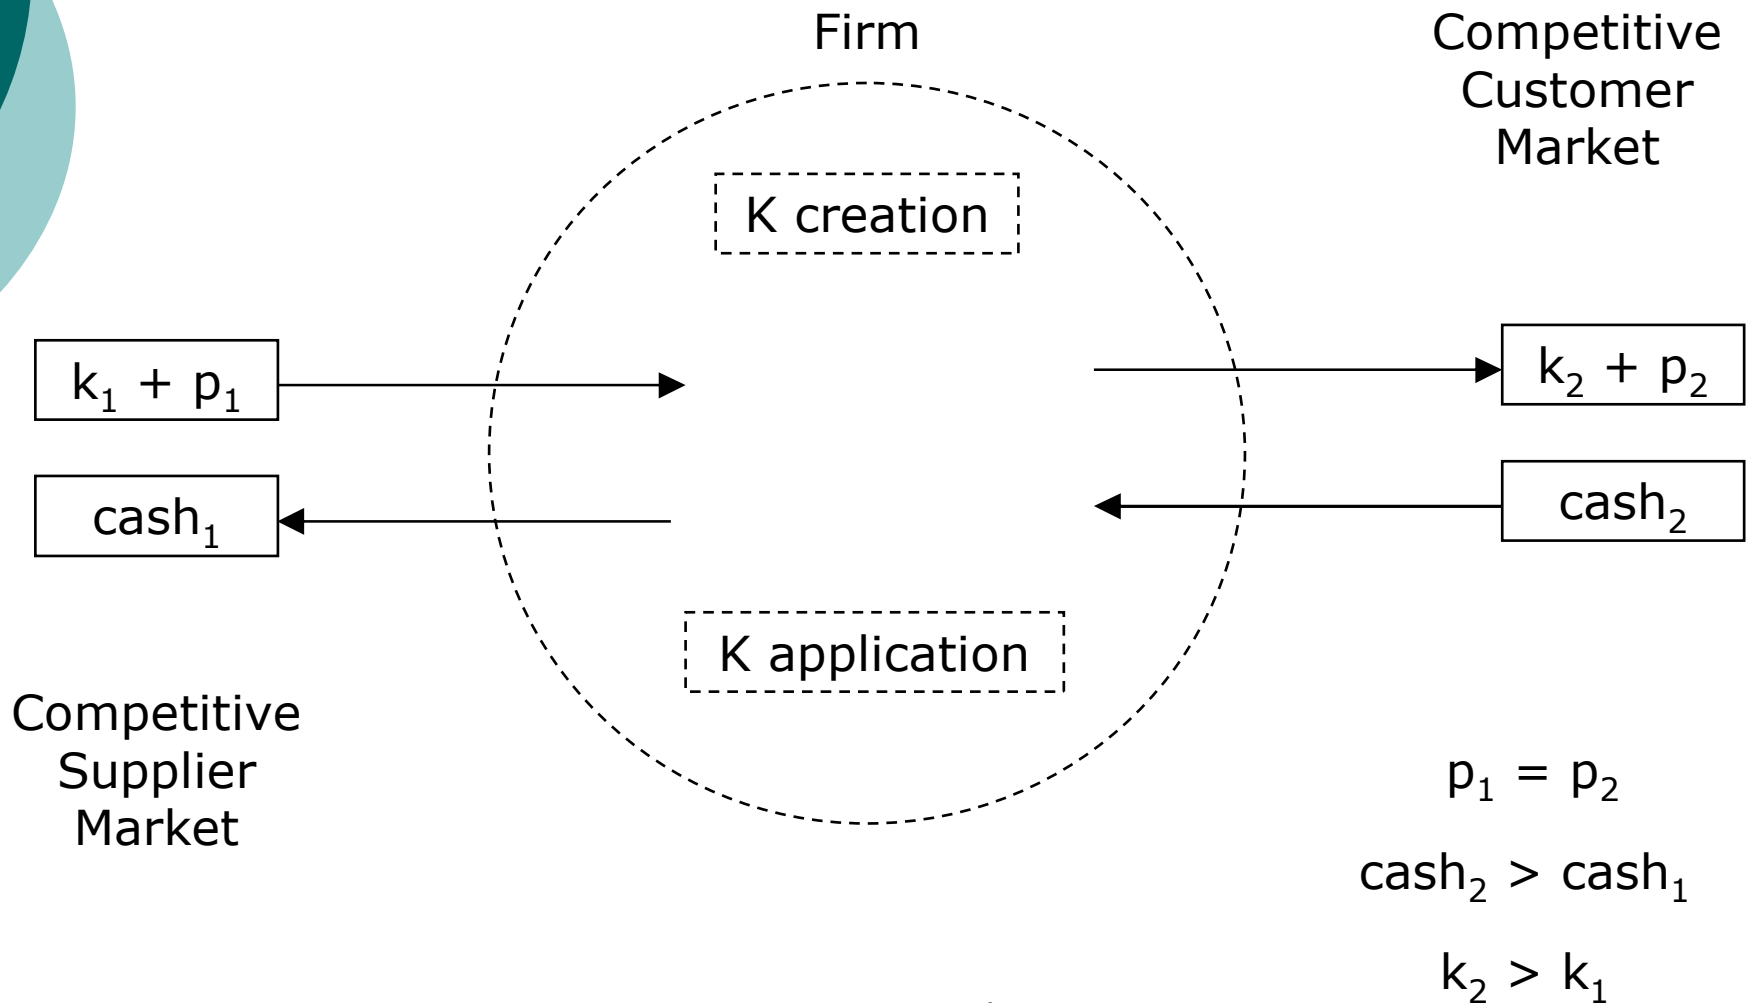 Firm
Competitive
Customer
Market
K creation
k₁ + p₁
k₂ + p₂
cash₁
cash₂
K application
Competitive
Supplier
Market
p₁ = p₂
cash₂ > cash₁
k₂ > k₁